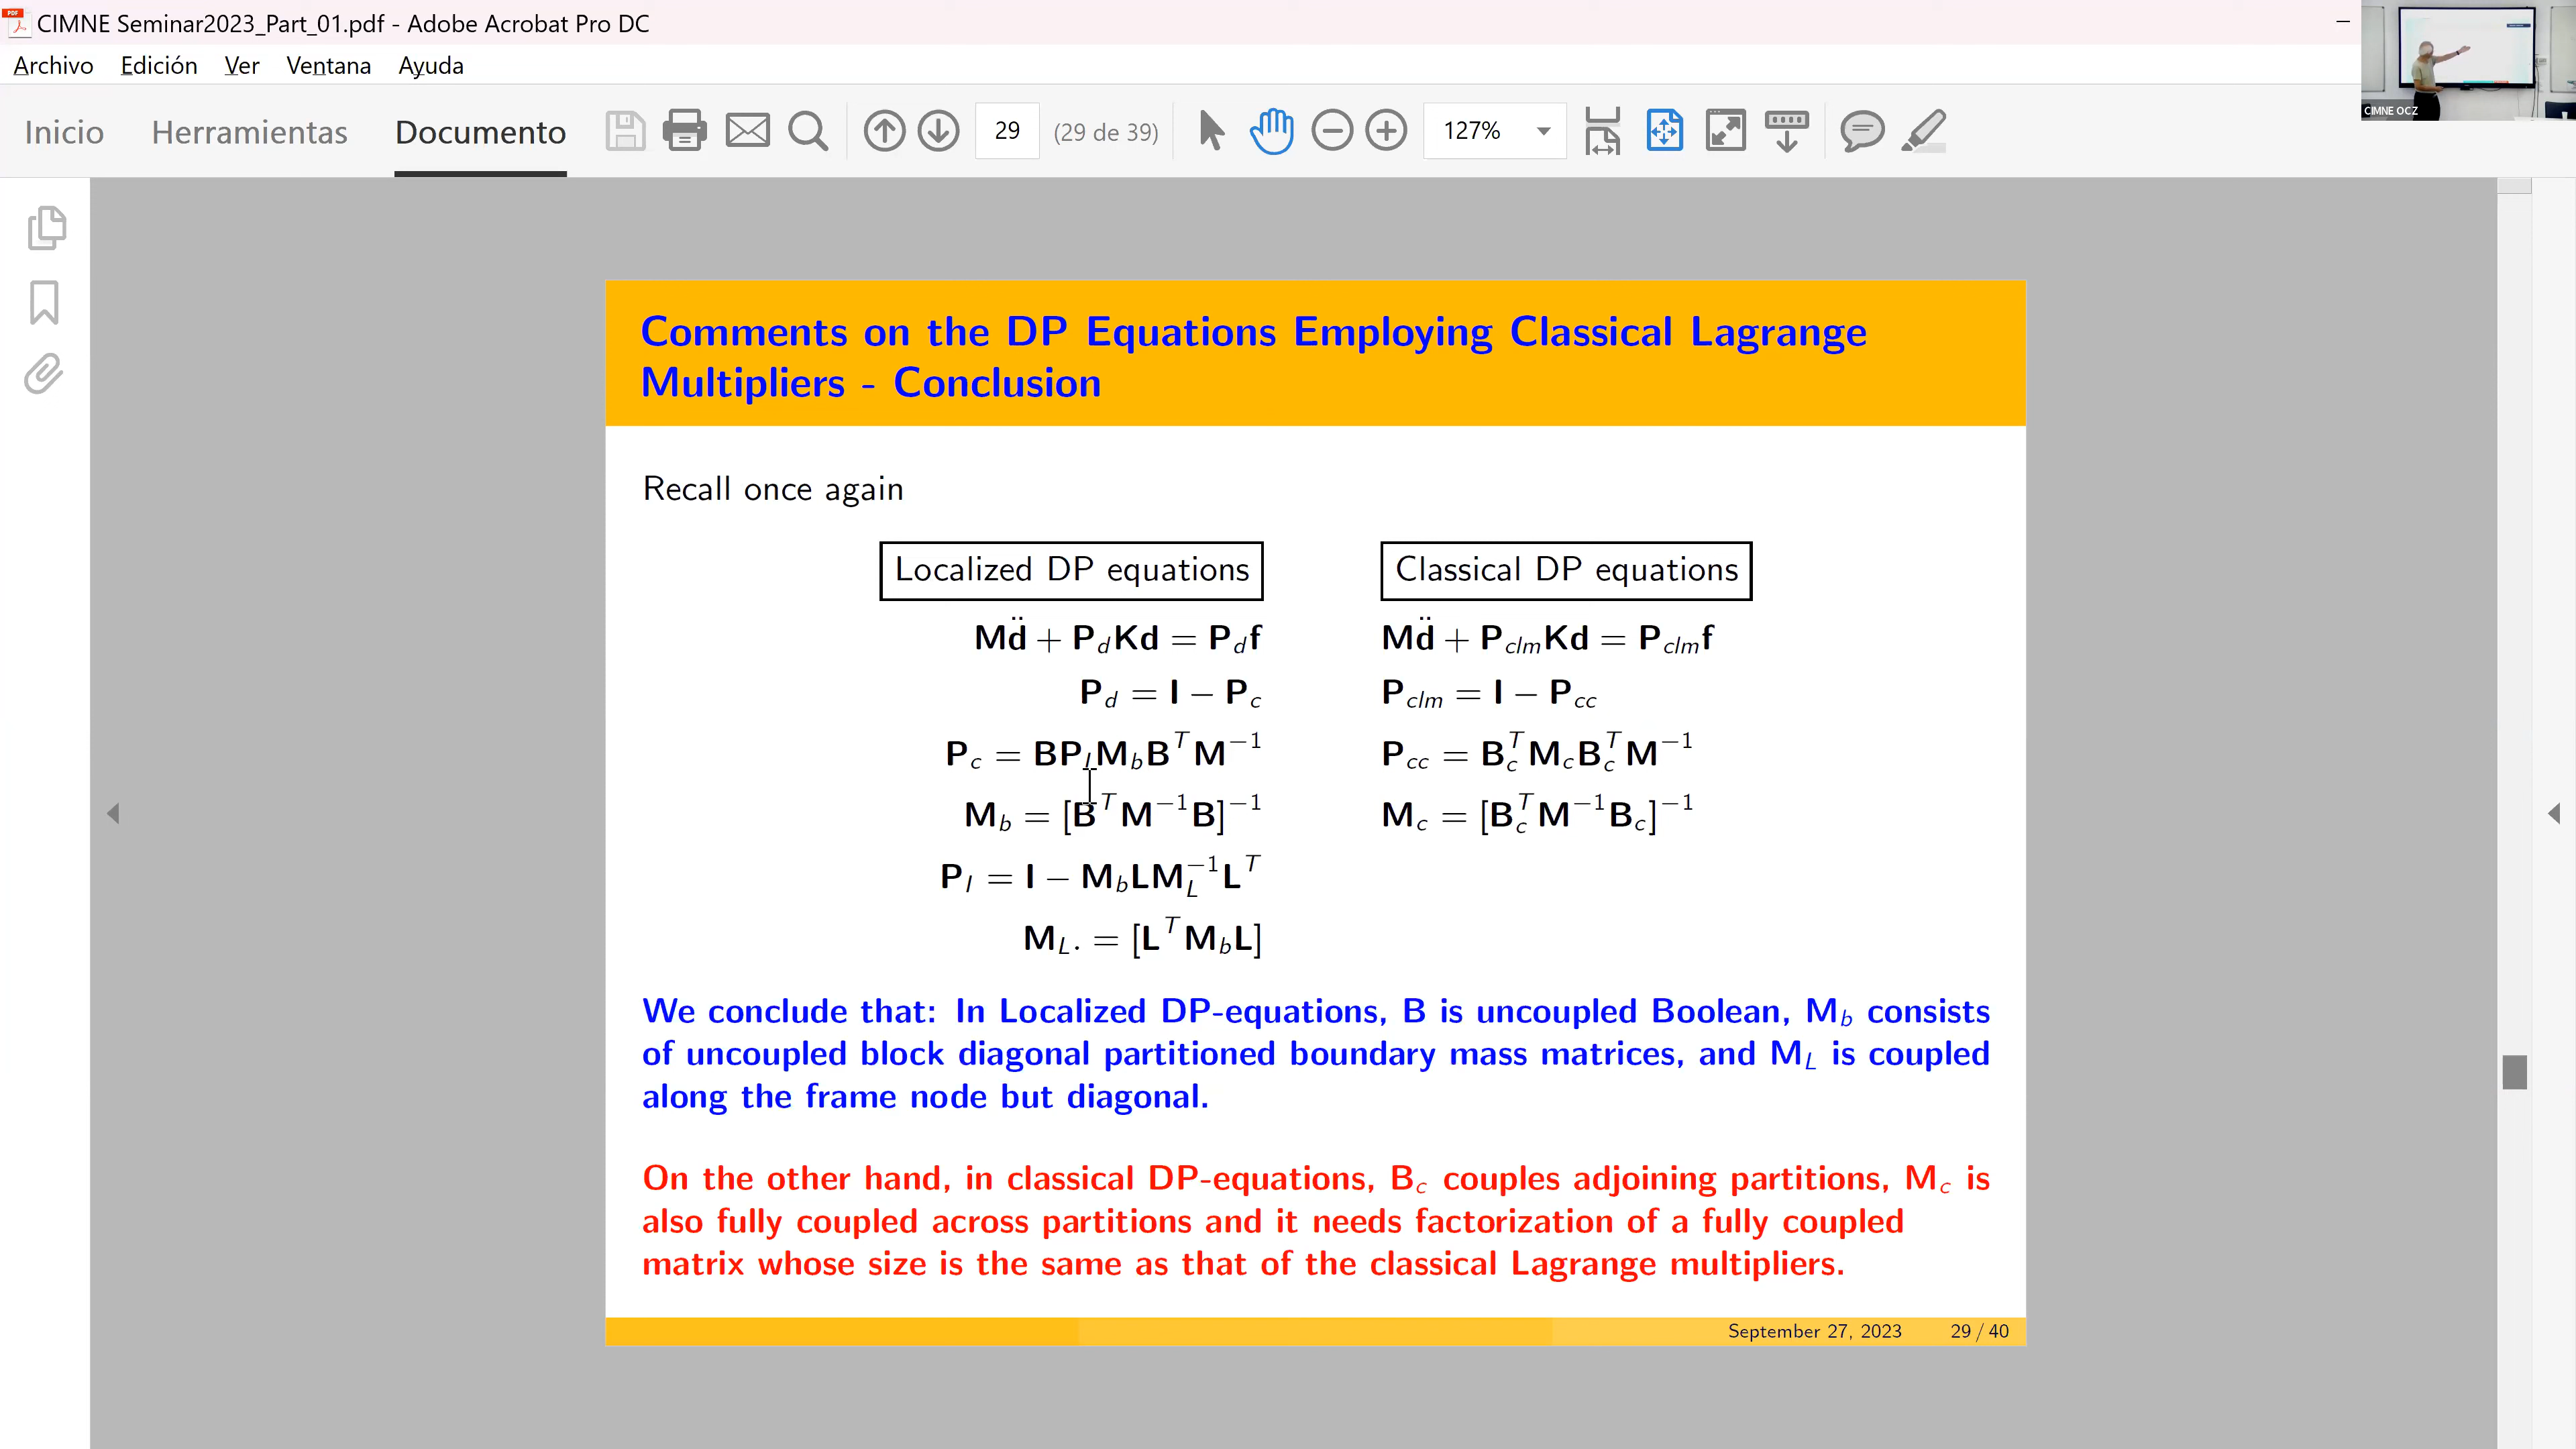 CIMNE Seminar2023_Part_01.pdf - Adobe Acrobat Pro DC
Archivo Edición Ver Ventana Ayuda
Inicio Herramientas Documento 29 (29 de 39) 127%
CIMNE OCZ
Comments on the DP Equations Employing Classical Lagrange
Multipliers - Conclusion
Recall once again
Localized DP equations Classical DP equations
Md̈ + P_d Kd = P_d f Md̈ + P_clm Kd = P_clm f
P_d = I − P_c P_clm = I − P_cc
P_c = BP_l M_b B^T M^−1 P_cc = B_c^T M_c B_c^T M^−1
M_b = [B^T M^−1 B]^−1 M_c = [B_c^T M^−1 B_c]^−1
P_l = I − M_b LM_L^−1 L^T
M_L. = [L^T M_b L]
We conclude that: In Localized DP-equations, B is uncoupled Boolean, M_b consists
of uncoupled block diagonal partitioned boundary mass matrices, and M_L is coupled
along the frame node but diagonal.
On the other hand, in classical DP-equations, B_c couples adjoining partitions, M_c is
also fully coupled across partitions and it needs factorization of a fully coupled
matrix whose size is the same as that of the classical Lagrange multipliers.
September 27, 2023 29 / 40